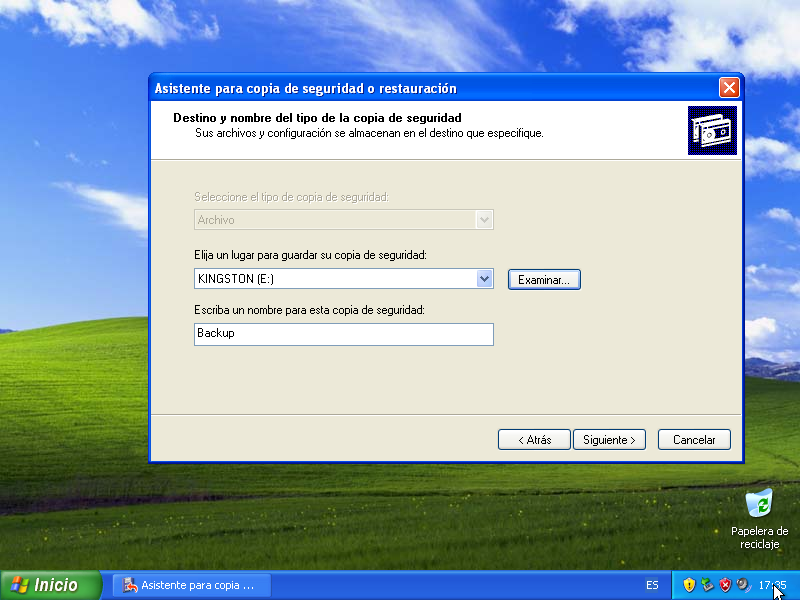 Asistente para copia de seguridad o restauración
Destino y nombre del tipo de la copia de seguridad
Sus archivos y configuración se almacenan en el destino que especifique.
Seleccione el tipo de copia de seguridad:
Archivo
Elija un lugar para guardar su copia de seguridad:
KINGSTON (E:)
Examinar...
Escriba un nombre para esta copia de seguridad:
Backup
< Atrás
Siguiente >
Cancelar
Papelera de
reciclaje
Inicio
Asistente para copia ...
ES
17:35